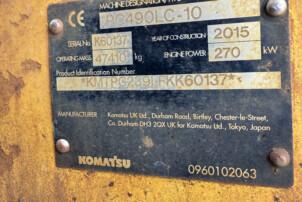 MACHINE DESIGNATION/TYPE
PC490LC-10
SERIAL No K60137 YEAR OF CONSTRUCTION 2015
OPERATING MASS kg ENGINE POWER 270 kW
Product Identification Number
KK60137*
MANUFACTURER Komatsu UK Ltd., Durham Road, Birtley, Chester-le-Street,
Co. Durham DH3 2QX UK for Komatsu Ltd., Tokyo, Japan
KOMATSU
0960102063